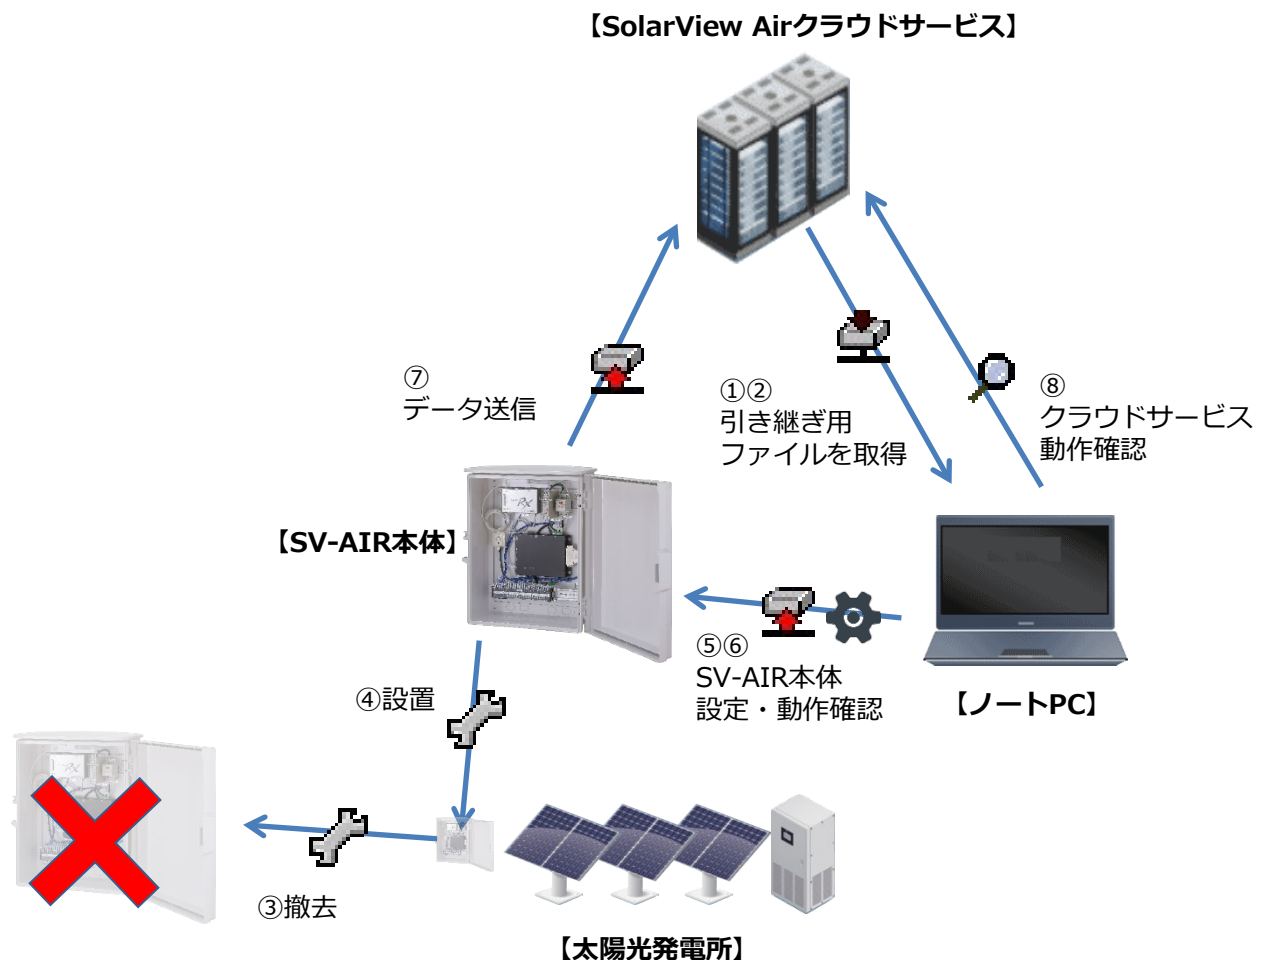 【SolarView Airクラウドサービス】
⑦
データ送信
①②
引き継ぎ用
ファイルを取得
⑧
クラウドサービス
動作確認
【SV-AIR本体】
⑤⑥
SV-AIR本体
設定・動作確認
【ノートPC】
④設置
③撤去
【太陽光発電所】